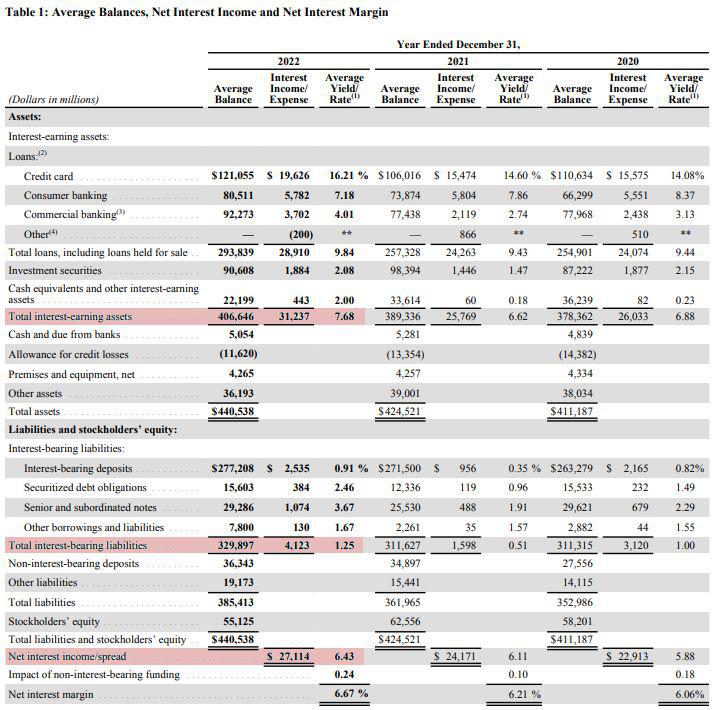 Table 1: Average Balances, Net Interest Income and Net Interest Margin
Year Ended December 31,
2022 2021 2020
(Dollars in millions) Average Balance Interest Income/ Expense Average Yield/ Rate(1) Average Balance Interest Income/ Expense Average Yield/ Rate(1) Average Balance Interest Income/ Expense Average Yield/ Rate(1)
Assets:
Interest-earning assets:
Loans:(2)
Credit card $121,055 $ 19,626 16.21 % $106,016 $ 15,474 14.60 % $110,634 $ 15,575 14.08%
Consumer banking 80,511 5,782 7.18 73,874 5,804 7.86 66,299 5,551 8.37
Commercial banking(3) 92,273 3,702 4.01 77,438 2,119 2.74 77,968 2,438 3.13
Other(4) — (200) ** — 866 ** — 510 **
Total loans, including loans held for sale 293,839 28,910 9.84 257,328 24,263 9.43 254,901 24,074 9.44
Investment securities 90,608 1,884 2.08 98,394 1,446 1.47 87,222 1,877 2.15
Cash equivalents and other interest-earning
assets 22,199 443 2.00 33,614 60 0.18 36,239 82 0.23
Total interest-earning assets 406,646 31,237 7.68 389,336 25,769 6.62 378,362 26,033 6.88
Cash and due from banks 5,054 5,281 4,839
Allowance for credit losses (11,620) (13,354) (14,382)
Premises and equipment, net 4,265 4,257 4,334
Other assets 36,193 39,001 38,034
Total assets $440,538 $424,521 $411,187
Liabilities and stockholders' equity:
Interest-bearing liabilities:
Interest-bearing deposits $277,208 $ 2,535 0.91 % $271,500 $ 956 0.35 % $263,279 $ 2,165 0.82%
Securitized debt obligations 15,603 384 2.46 12,336 119 0.96 15,533 232 1.49
Senior and subordinated notes 29,286 1,074 3.67 25,530 488 1.91 29,621 679 2.29
Other borrowings and liabilities 7,800 130 1.67 2,261 35 1.57 2,882 44 1.55
Total interest-bearing liabilities 329,897 4,123 1.25 311,627 1,598 0.51 311,315 3,120 1.00
Non-interest-bearing deposits 36,343 34,897 27,556
Other liabilities 19,173 15,441 14,115
Total liabilities 385,413 361,965 352,986
Stockholders' equity 55,125 62,556 58,201
Total liabilities and stockholders' equity $440,538 $424,521 $411,187
Net interest income/spread $ 27,114 6.43 $ 24,171 6.11 $ 22,913 5.88
Impact of non-interest-bearing funding 0.24 0.10 0.18
Net interest margin 6.67 % 6.21 % 6.06%